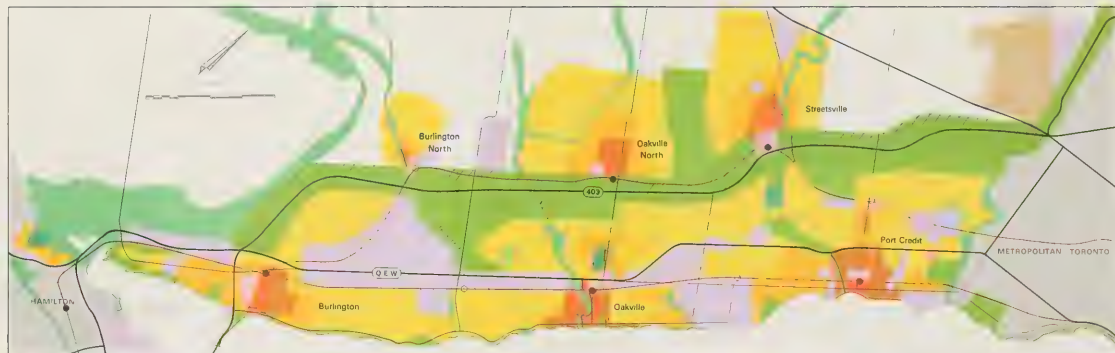 Streetsville
Burlington
North
Oakville
North
403
Port Credit
METROPOLITAN TORONTO
QEW
HAMILTON
Burlington
Oakville